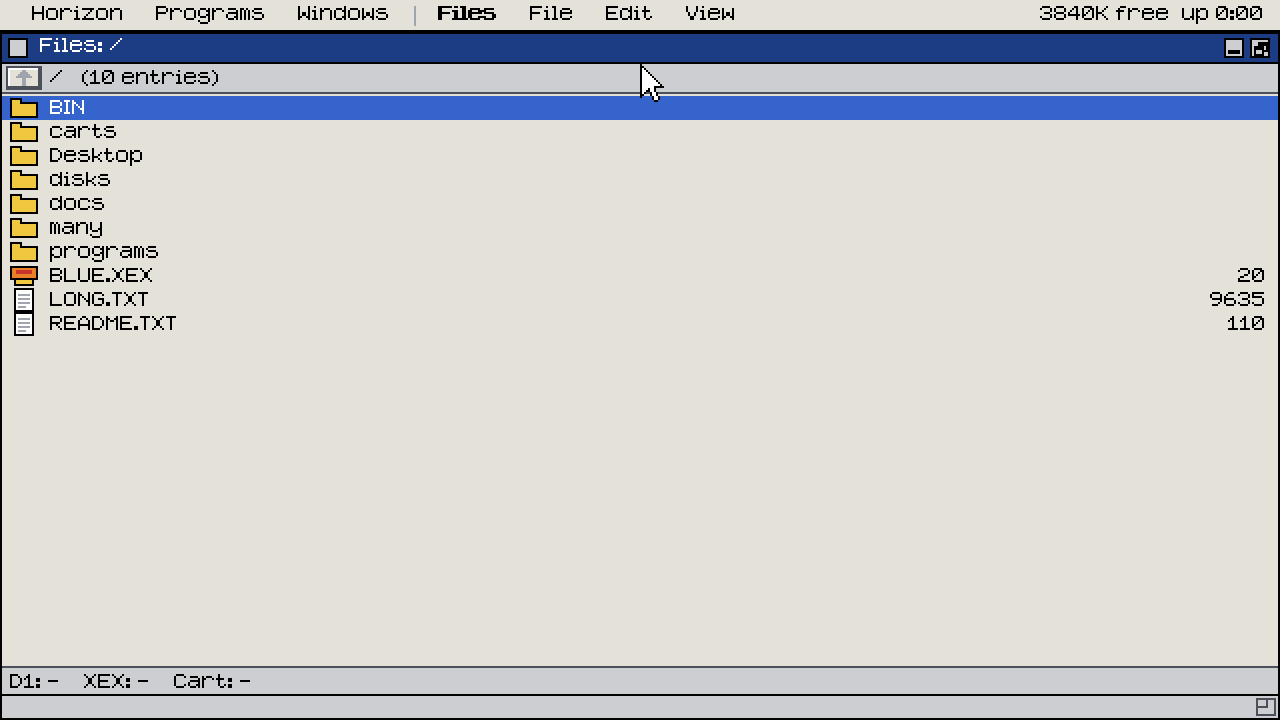 Horizon Programs Windows | Files File Edit View 3840K free up 0:00
Files: /
/ (10 entries)
BIN
carts
Desktop
disks
docs
many
programs
BLUE.XEX 20
LONG.TXT 9635
README.TXT 110
D1: - XEX: - Cart: -